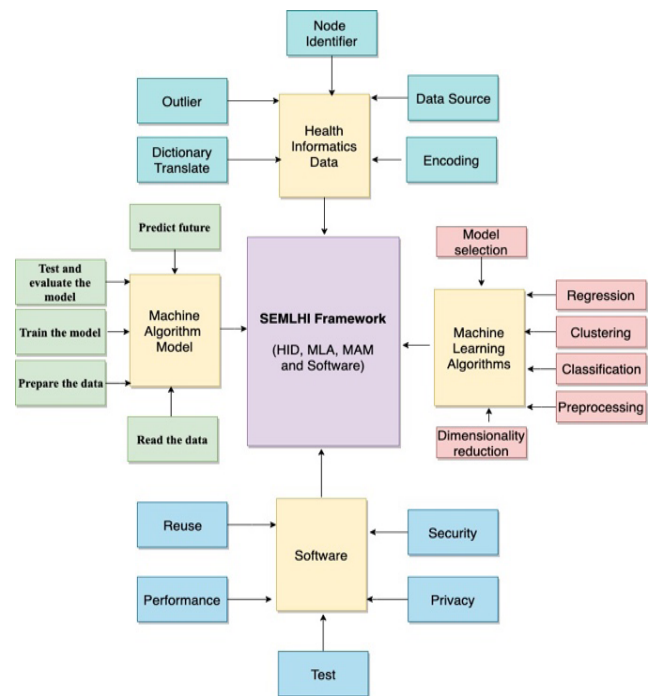 Node
Identifier
Outlier
Data Source
Health
Informatics
Data
Dictionary
Translate
Encoding
Predict future
Model
selection
Test and
evaluate the
model
Train the model
Prepare the data
Machine
Algorithm
Model
Read the data
SEMLHI Framework
(HID, MLA, MAM
and Software)
Machine
Learning
Algorithms
Regression
Clustering
Classification
Preprocessing
Dimensionality
reduction
Reuse
Security
Software
Performance
Privacy
Test